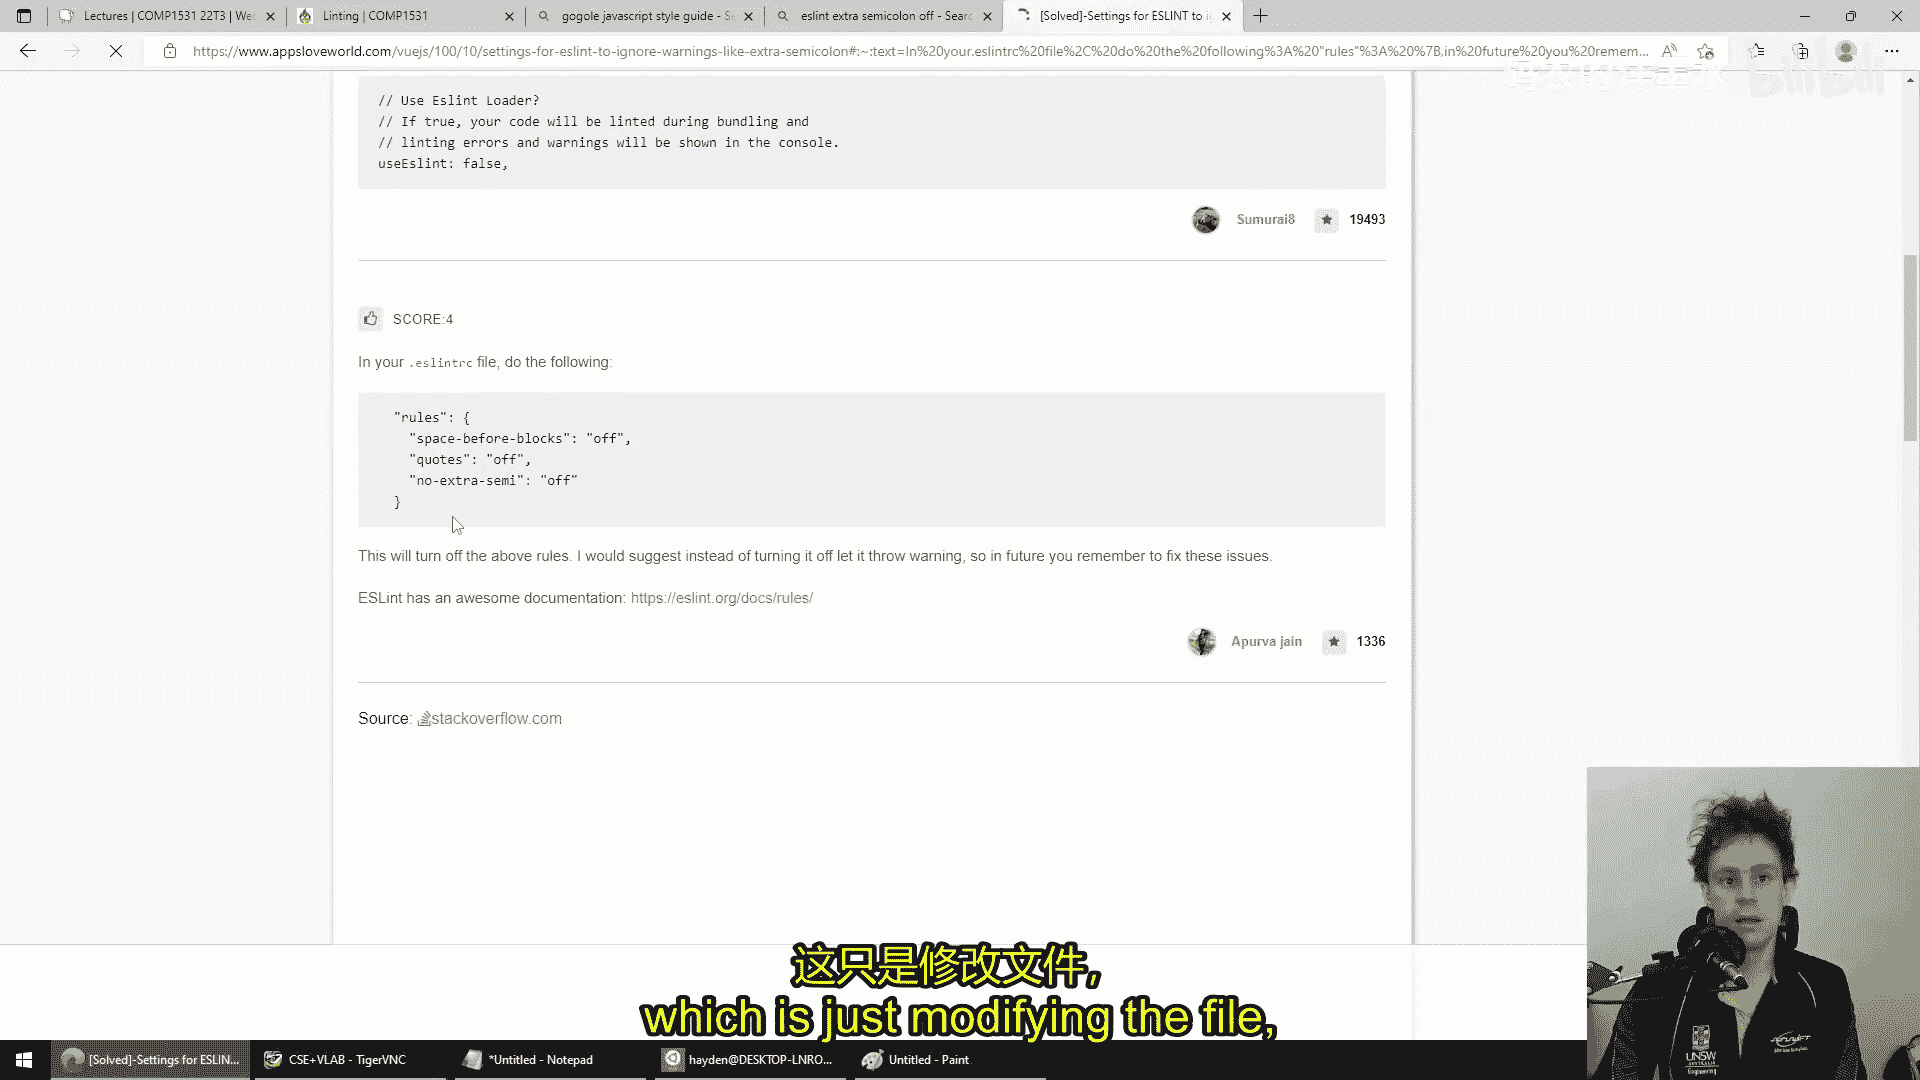 Lectures | COMP1531 22T3 | We
Linting | COMP1531
gogole javascript style guide - Se
eslint extra semicolon off - Searc
[Solved]-Settings for ESLINT to i
https://www.appsloveworld.com/vuejs/100/10/settings-for-eslint-to-ignore-warnings-like-extra-semicolon#:~:text=In%20your.eslintrc%20file%2C%20do%20the%20following%3A%20"rules"%3A%20%7B,in%20future%20you%20remem...
// Use Eslint Loader?
// If true, your code will be linted during bundling and
// linting errors and warnings will be shown in the console.
useEslint: false,
Sumurai8
19493
SCORE:4
In your .eslintrc file, do the following:
"rules": {
"space-before-blocks": "off",
"quotes": "off",
"no-extra-semi": "off"
}
This will turn off the above rules. I would suggest instead of turning it off let it throw warning, so in future you remember to fix these issues.
ESLint has an awesome documentation: https://eslint.org/docs/rules/
Apurva jain
1336
Source: stackoverflow.com
这只是修改文件,
which is just modifying the file,
UNSW
[Solved]-Settings for ESLIN...
CSE+VLAB - TigerVNC
*Untitled - Notepad
hayden@DESKTOP-LNRO...
Untitled - Paint